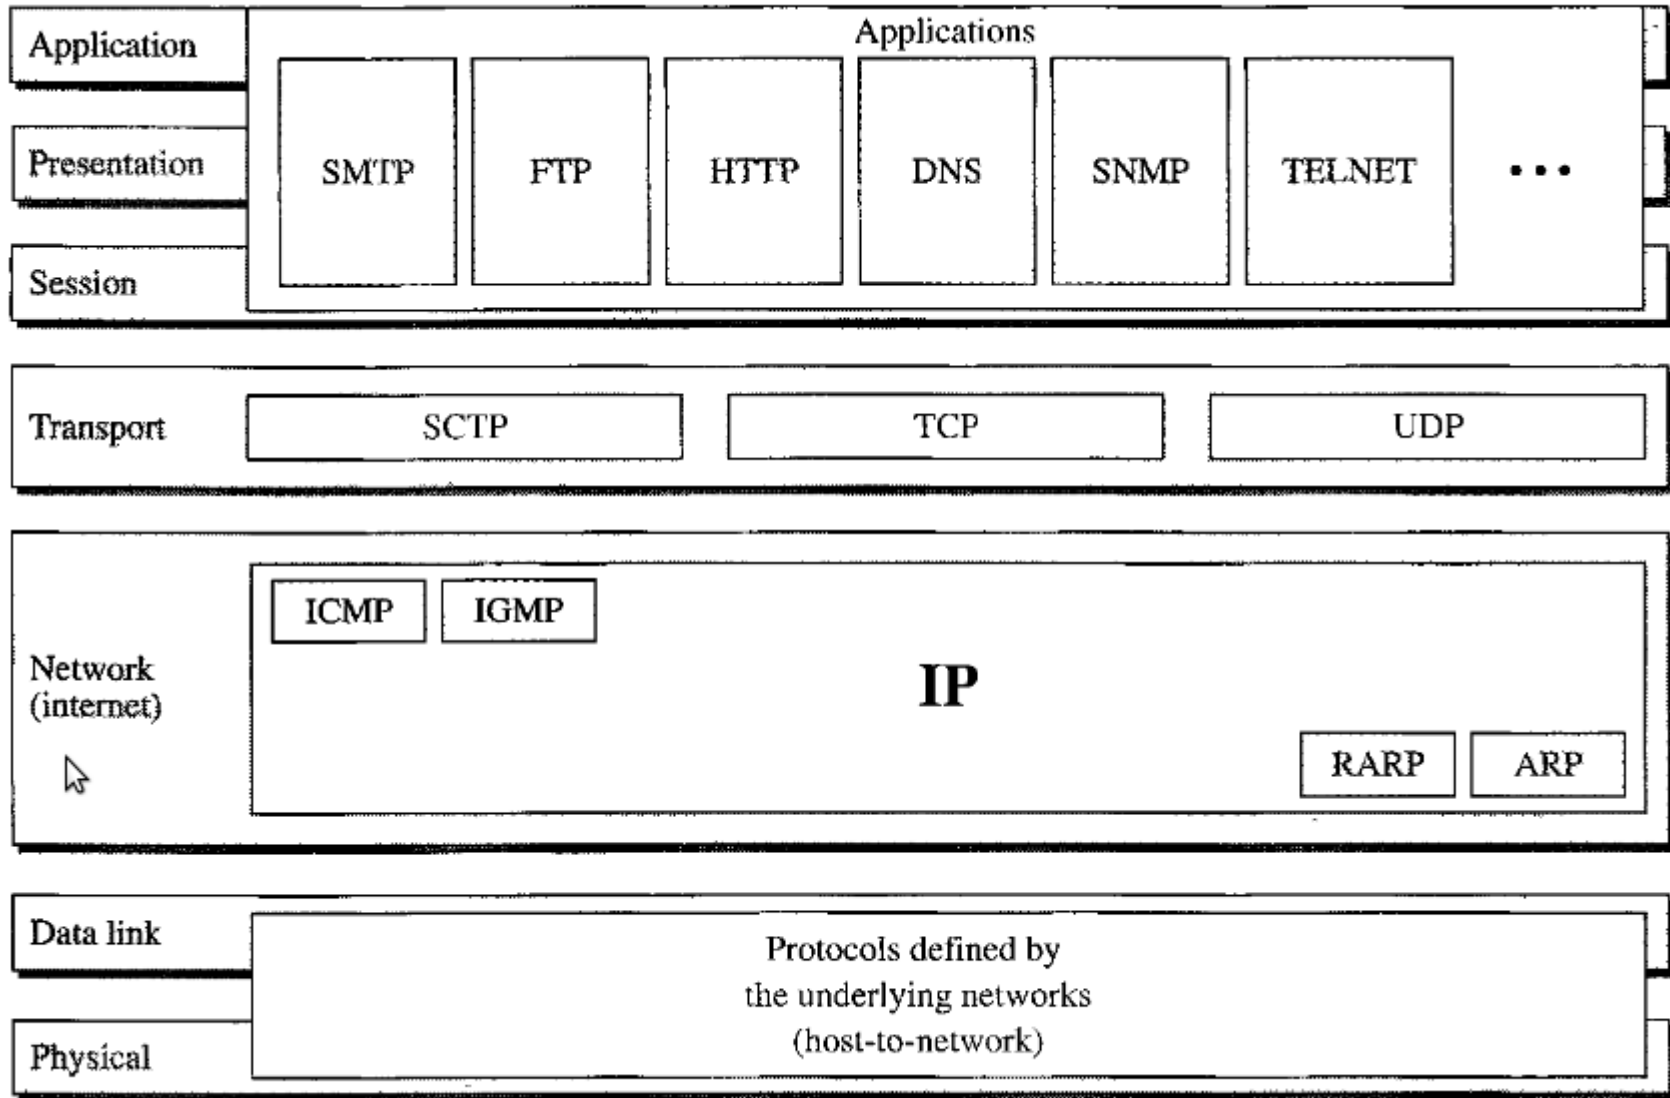 Application
Applications
Presentation
SMTP
FTP
HTTP
DNS
SNMP
TELNET
• • •
Session
Transport
SCTP
TCP
UDP
ICMP
IGMP
Network
(internet)
IP
RARP
ARP
Data link
Protocols defined by
the underlying networks
(host-to-network)
Physical